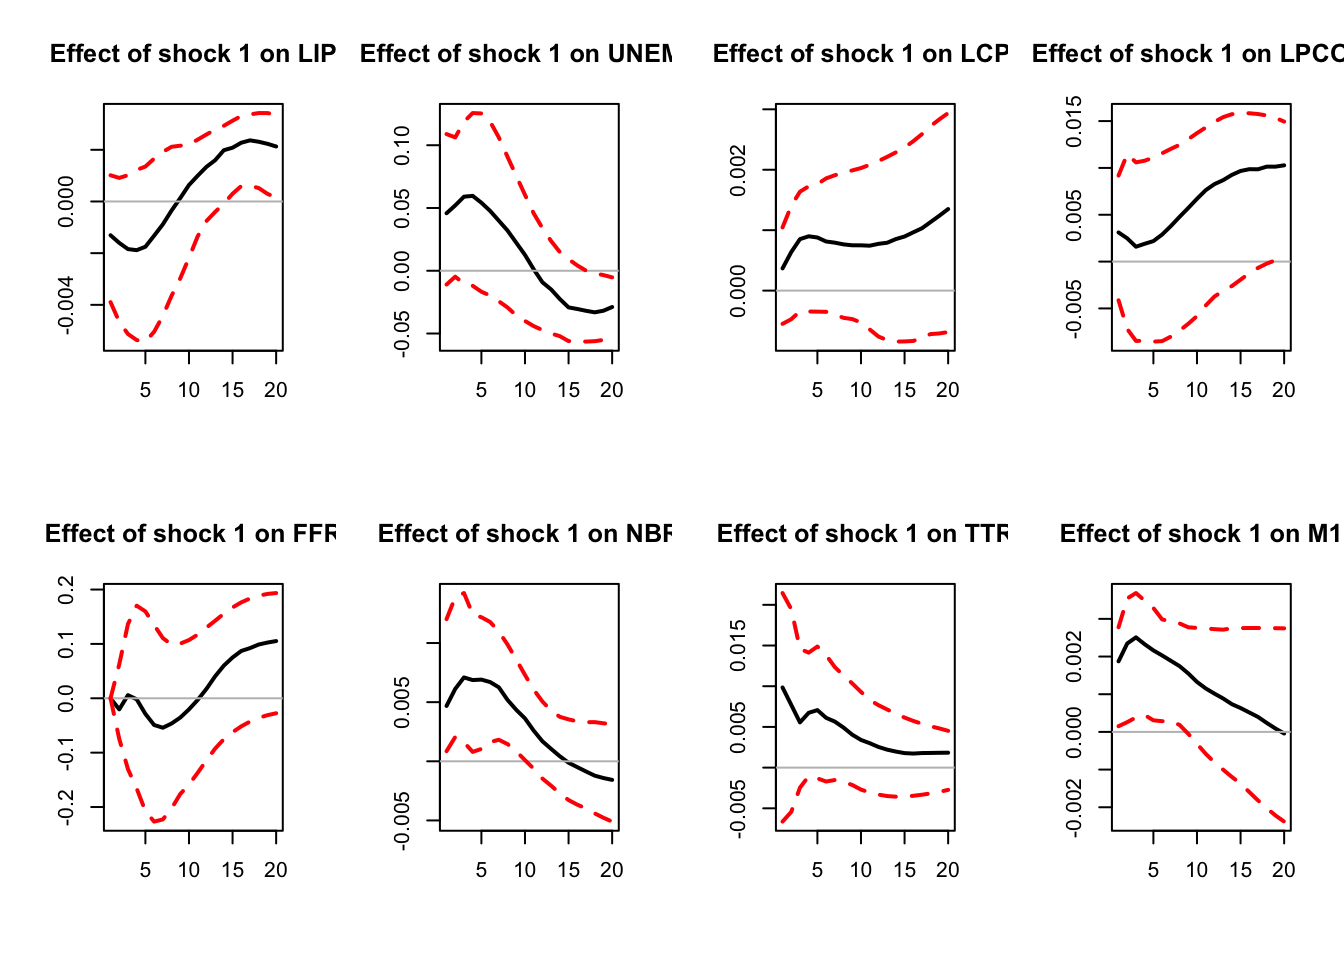 Effect of shock 1 on LIP
Effect of shock 1 on UNEM
Effect of shock 1 on LCP
Effect of shock 1 on LPCO
0.000
-0.004
5 10 15 20
0.10
0.05
0.00
-0.05
5 10 15 20
0.002
0.000
5 10 15 20
0.015
0.005
-0.005
5 10 15 20
Effect of shock 1 on FFR
Effect of shock 1 on NBR
Effect of shock 1 on TTR
Effect of shock 1 on M1
0.2
0.1
0.0
-0.1
-0.2
5 10 15 20
0.005
-0.005
5 10 15 20
0.015
0.005
-0.005
5 10 15 20
0.002
0.000
-0.002
5 10 15 20